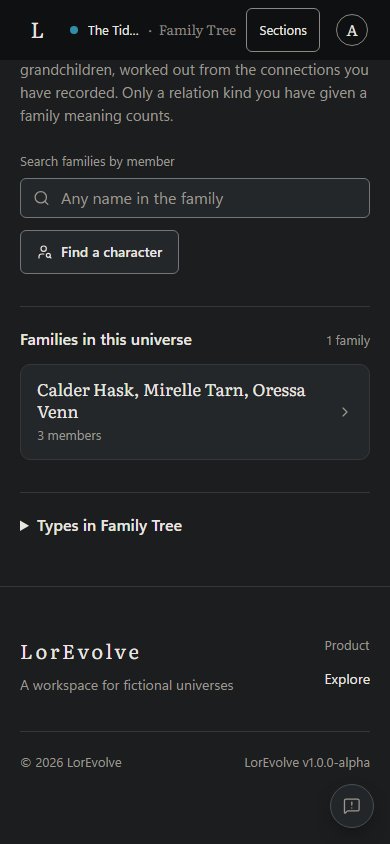 L
The Tid... · Family Tree
Sections
A
grandchildren, worked out from the connections you
have recorded. Only a relation kind you have given a
family meaning counts.
Search families by member
Any name in the family
Find a character
Families in this universe
1 family
Calder Hask, Mirelle Tarn, Oressa
Venn
3 members
Types in Family Tree
LorEvolve
A workspace for fictional universes
Product
Explore
© 2026 LorEvolve
LorEvolve v1.0.0-alpha